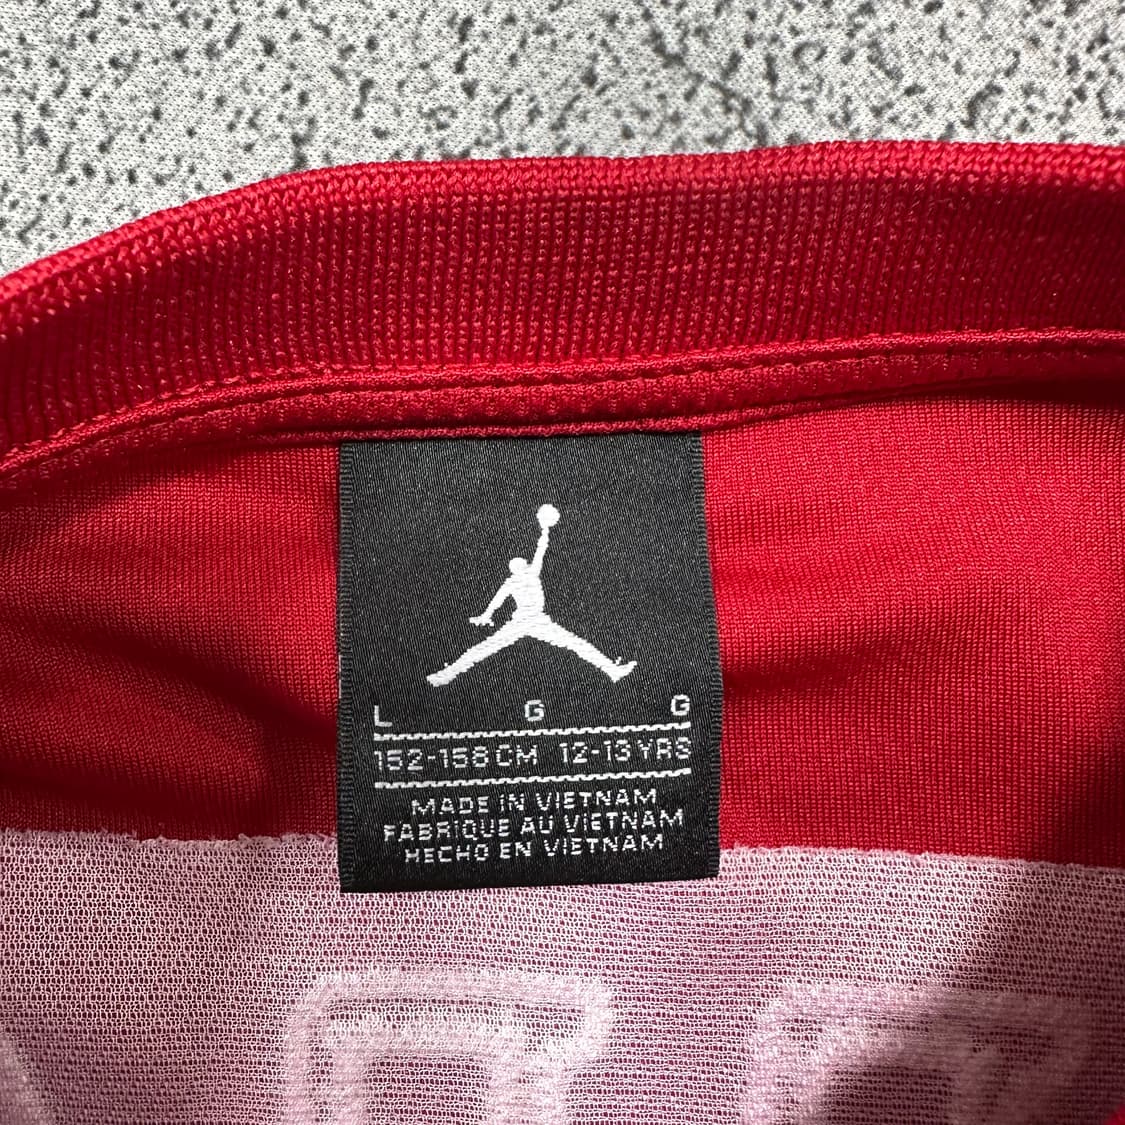 L G G
152-158 CM 12-13 YRS
MADE IN VIETNAM
FABRIQUE AU VIETNAM
HECHO EN VIETNAM